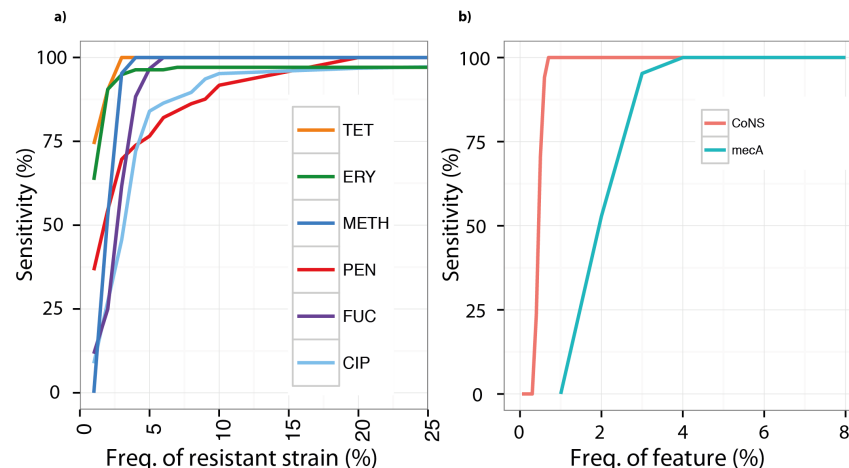 a)
Sensitivity (%)
100
75
50
25
0
TET
ERY
METH
PEN
FUC
CIP
0 5 10 15 20 25
Freq. of resistant strain (%)
b)
Sensitivity (%)
100
75
50
25
0
CoNS
mecA
0 2 4 6 8
Freq. of feature (%)